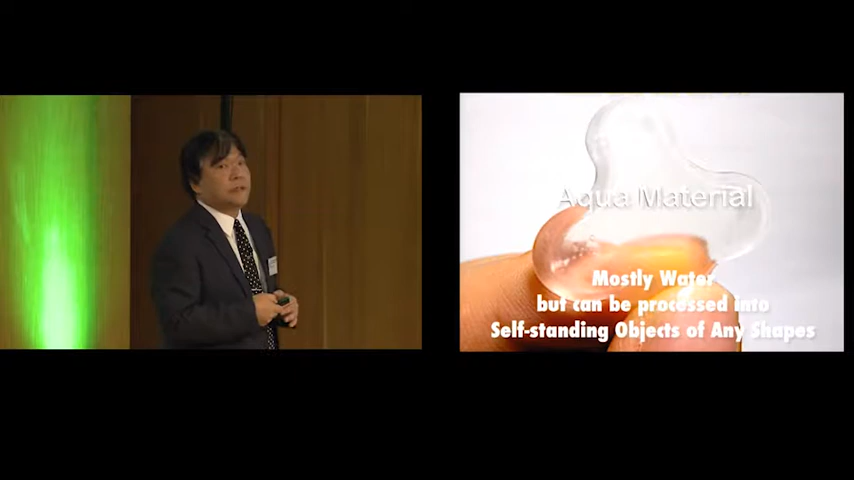 Aqua Material
Mostly Water
but can be processed into
Self-standing Objects of Any Shapes